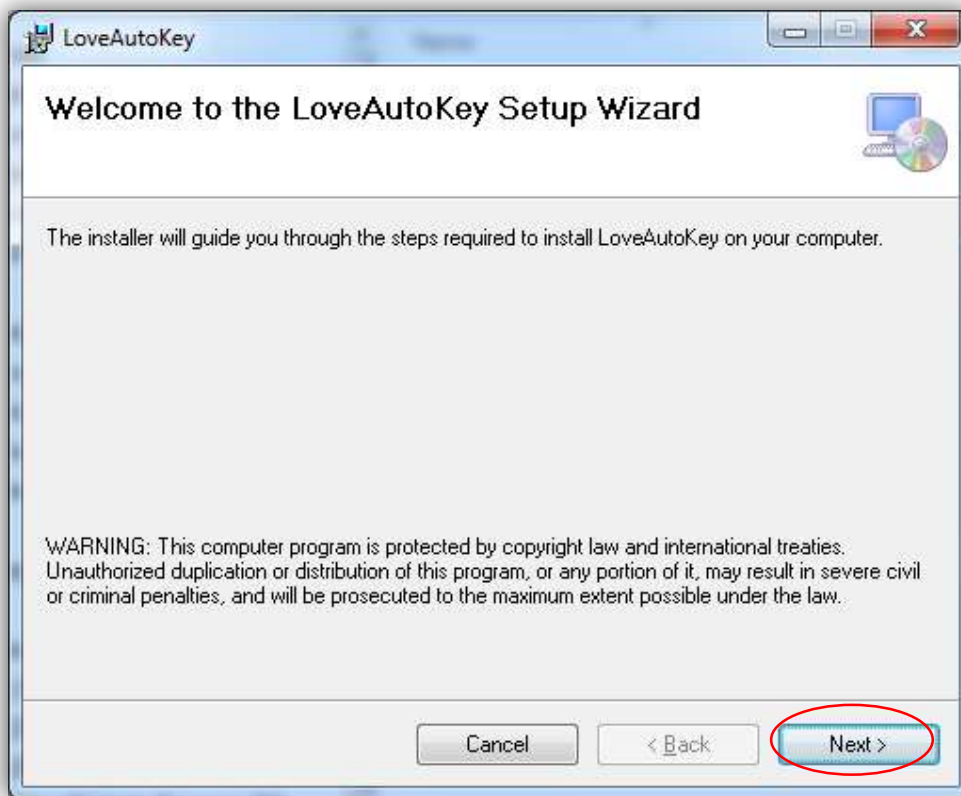 LoveAutoKey
Welcome to the LoveAutoKey Setup Wizard
The installer will guide you through the steps required to install LoveAutoKey on your computer.
WARNING: This computer program is protected by copyright law and international treaties.
Unauthorized duplication or distribution of this program, or any portion of it, may result in severe civil
or criminal penalties, and will be prosecuted to the maximum extent possible under the law.
Cancel
< Back
Next >